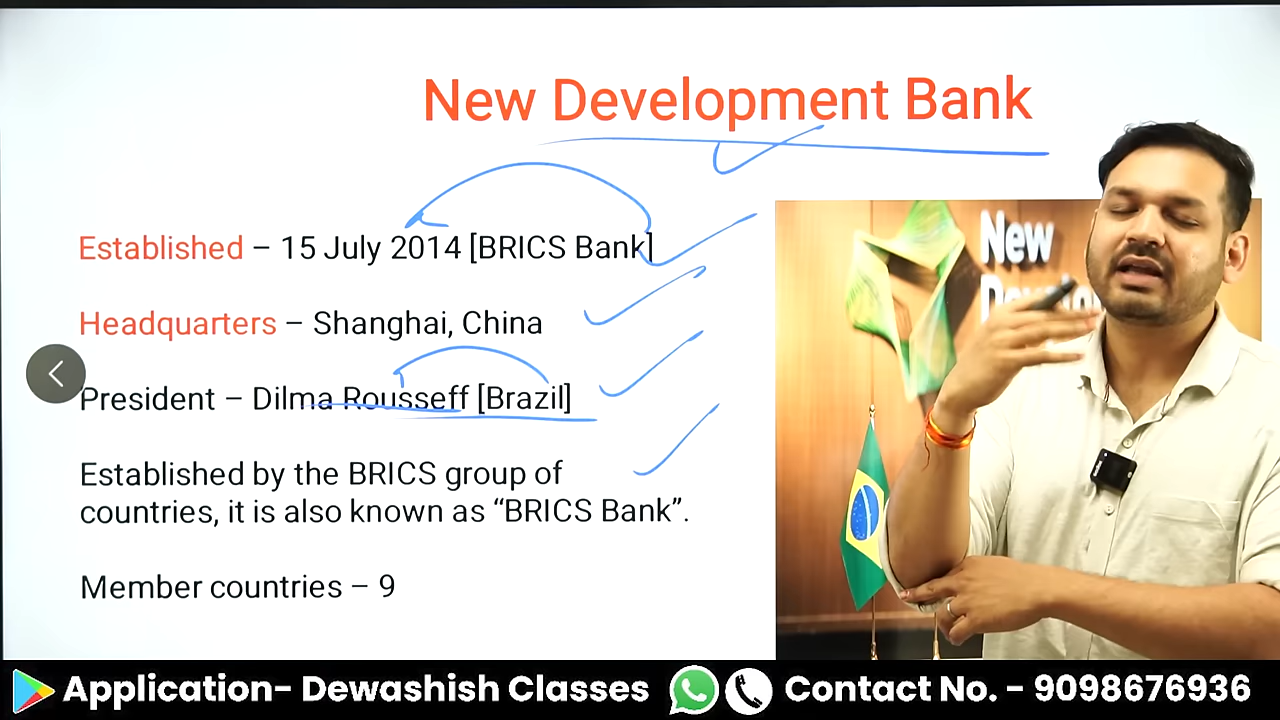 New Development Bank
Established – 15 July 2014 [BRICS Bank]
New
Headquarters – Shanghai, China
President – Dilma Rousseff [Brazil]
Established by the BRICS group of
countries, it is also known as “BRICS Bank”.
Member countries – 9
Application- Dewashish Classes
Contact No. - 9098676936